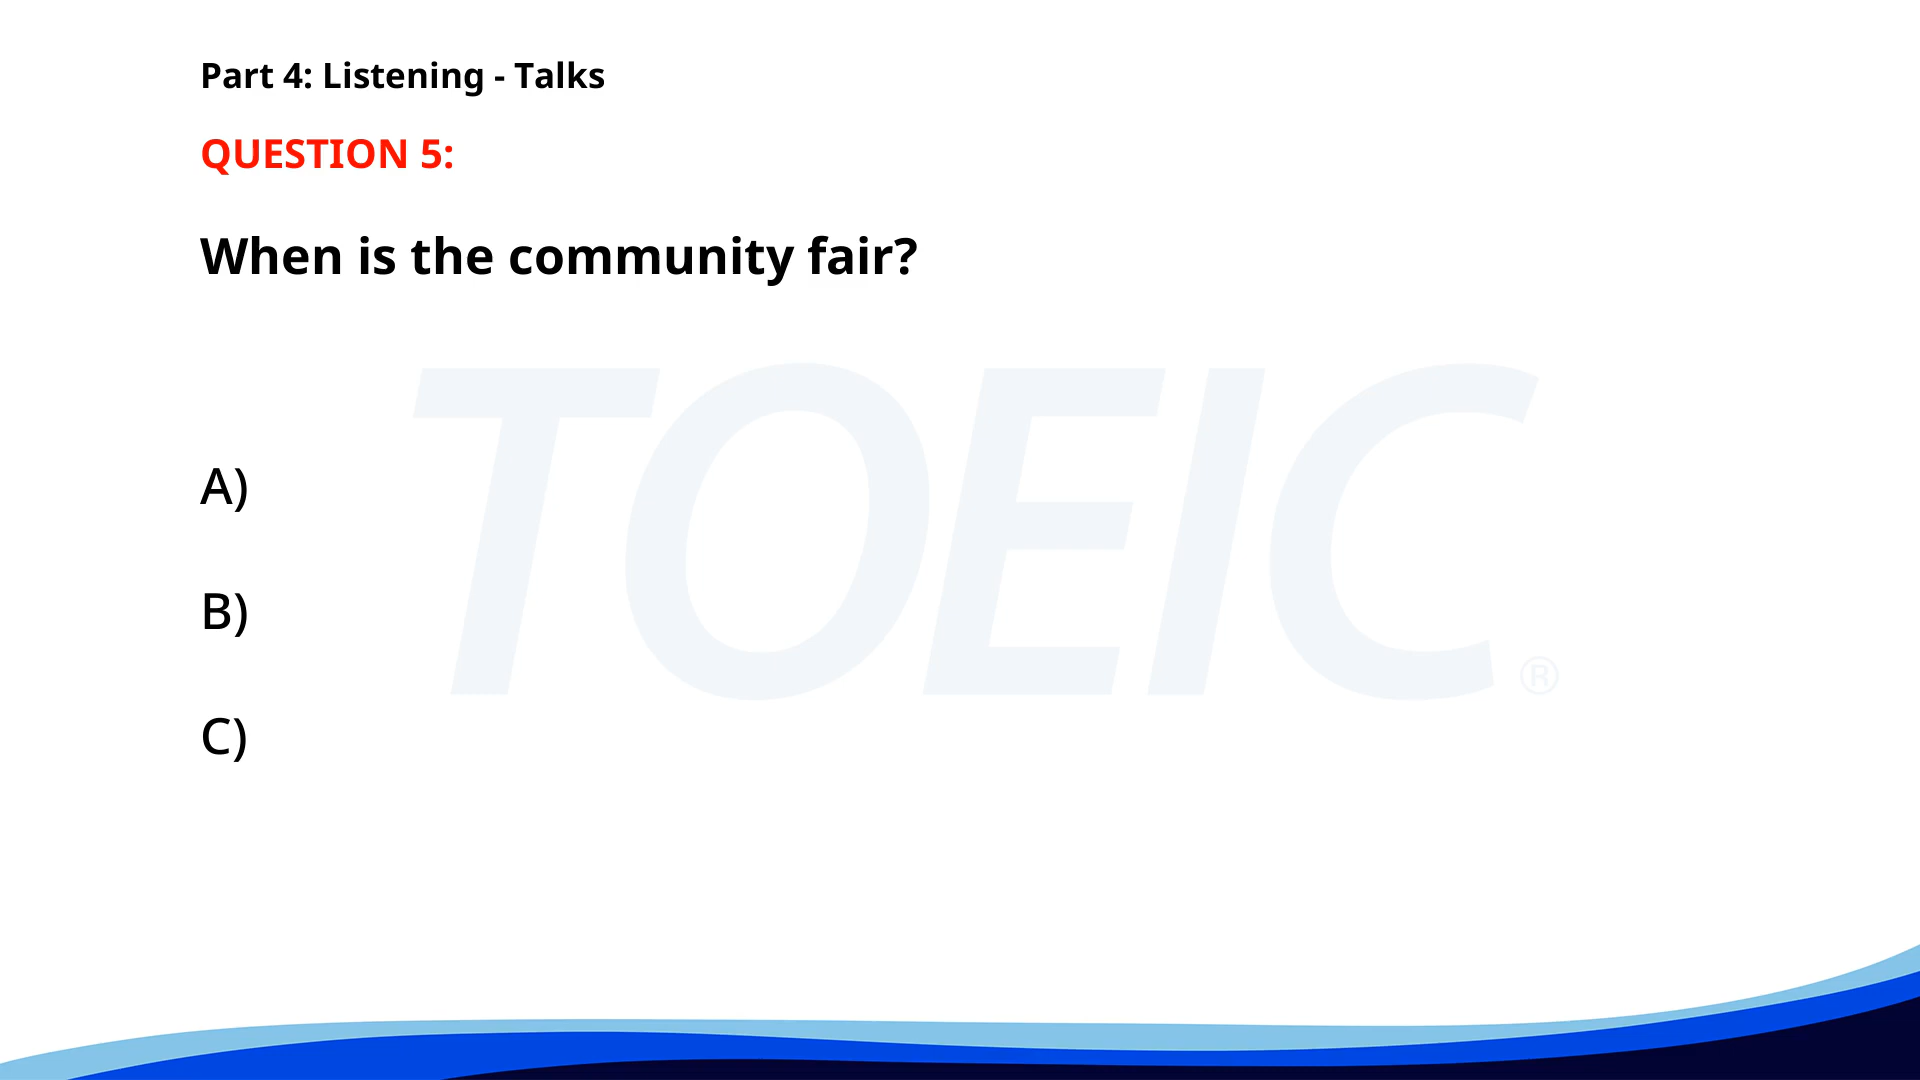 Part 4: Listening - Talks
QUESTION 5:
When is the community fair?
TOEIC®
A)
B)
C)